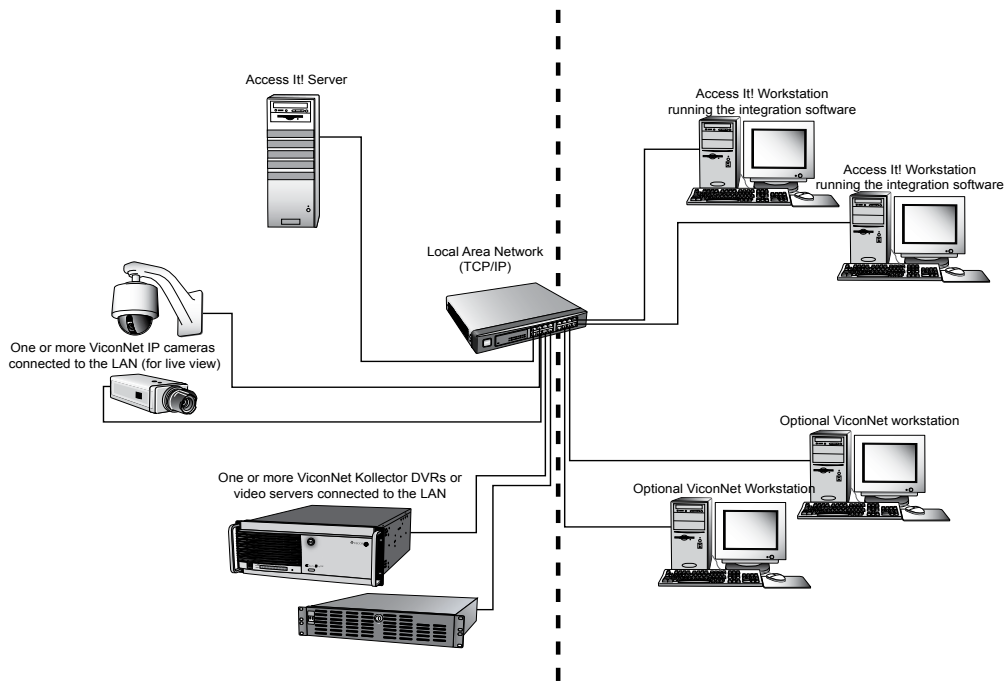 Access It! Server
Access It! Workstation
running the integration software
Access It! Workstation
running the integration software
Local Area Network
(TCP/IP)
One or more ViconNet IP cameras
connected to the LAN (for live view)
Optional ViconNet workstation
One or more ViconNet Kollector DVRs or
video servers connected to the LAN
Optional ViconNet Workstation